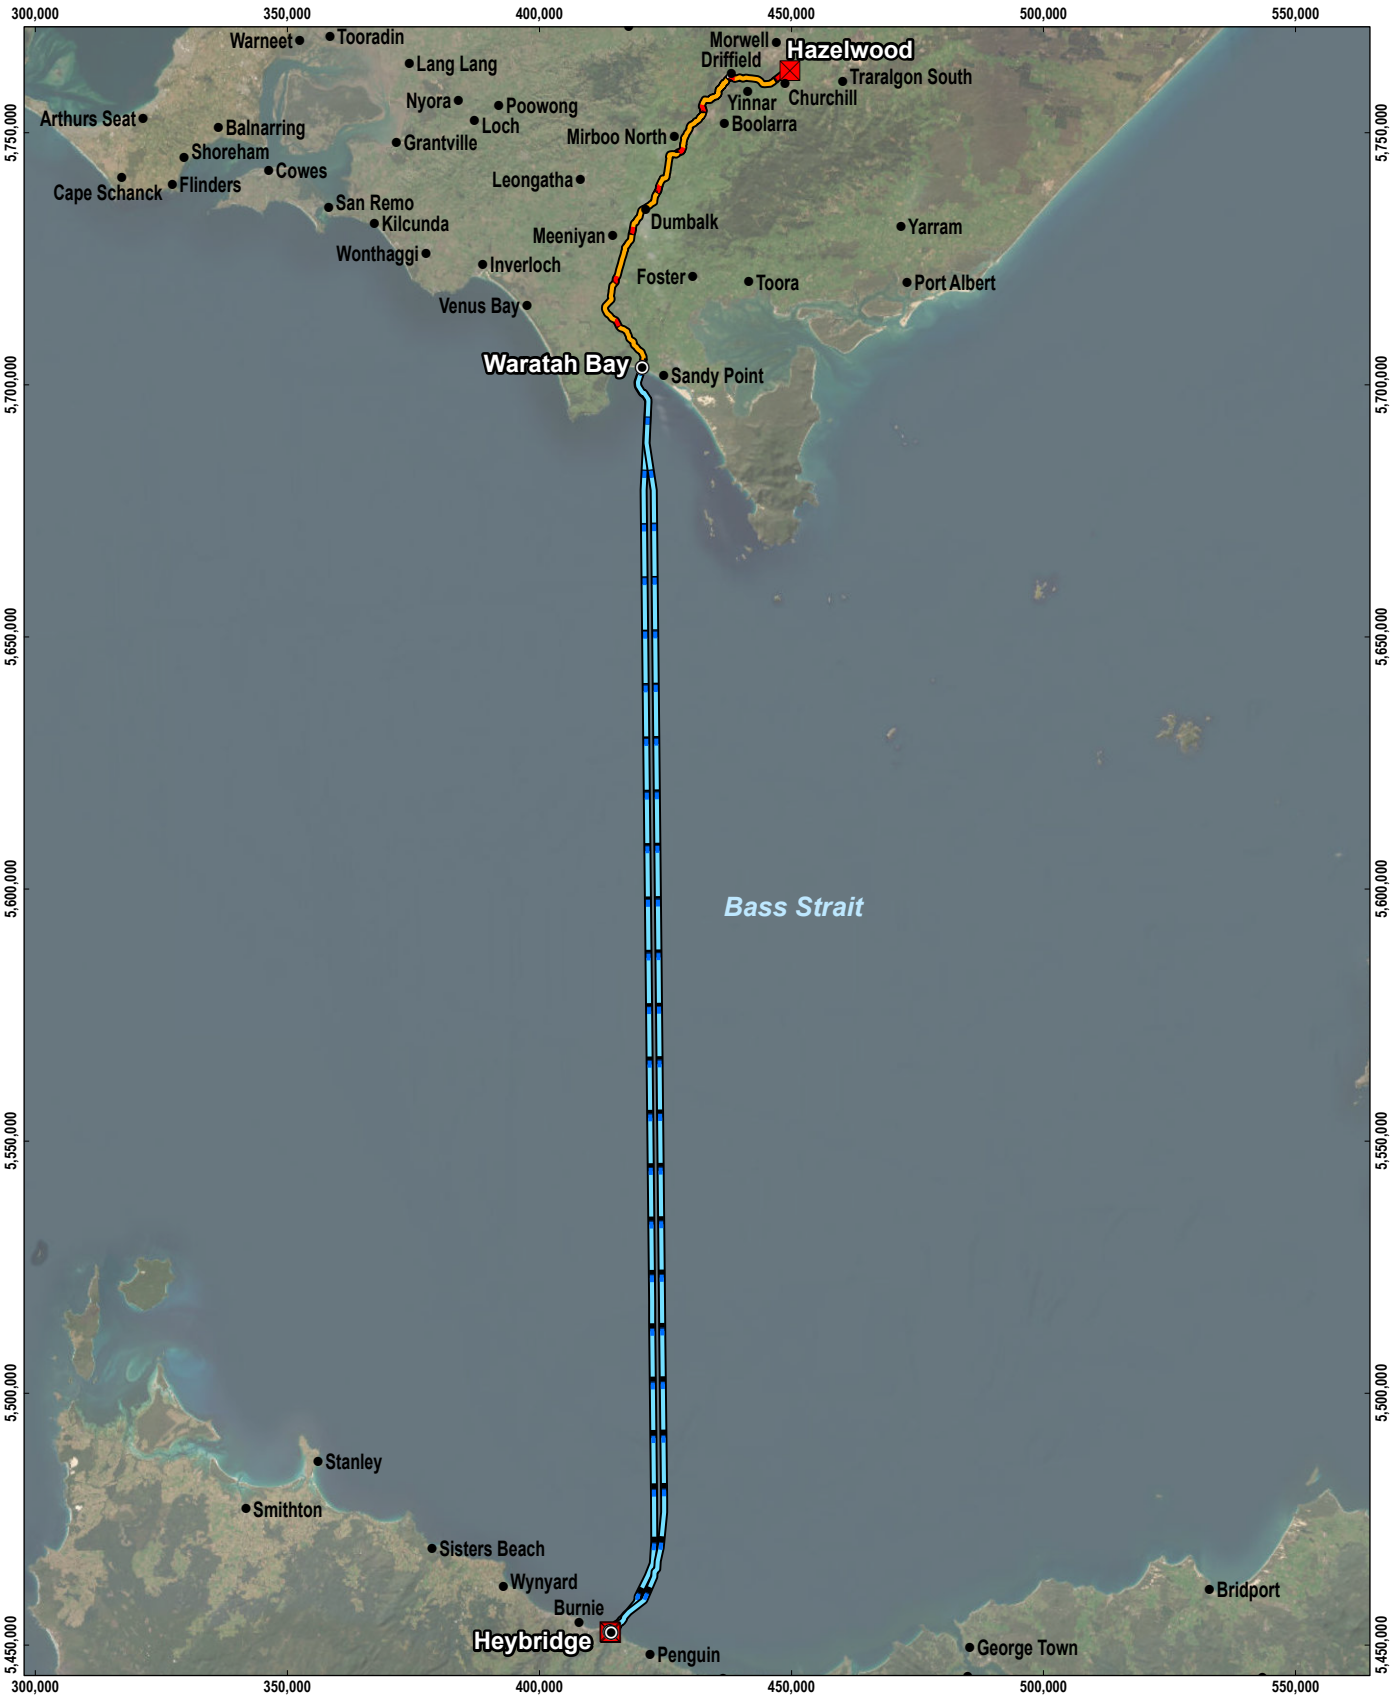 300,000
350,000
400,000
450,000
500,000
550,000
Warneet
Tooradin
Morwell
Hazelwood
Lang Lang
Driffield
Traralgon South
Nyora
Poowong
Yinnar
Churchill
5,750,000
Arthurs Seat
Balnarring
Loch
Boolarra
5,750,000
Grantville
Mirboo North
Shoreham
Cape Schanck
Flinders
Cowes
Leongatha
San Remo
Kilcunda
Dumbalk
Meeniyan
Yarram
Wonthaggi
Inverloch
Foster
Toora
Port Albert
Venus Bay
Waratah Bay
Sandy Point
5,700,000
5,700,000
5,650,000
5,650,000
5,600,000
5,600,000
Bass Strait
5,550,000
5,550,000
5,500,000
5,500,000
Stanley
Smithton
Sisters Beach
Wynyard
Bridport
Burnie
Heybridge
Penguin
George Town
5,450,000
5,450,000
300,000
350,000
400,000
450,000
500,000
550,000